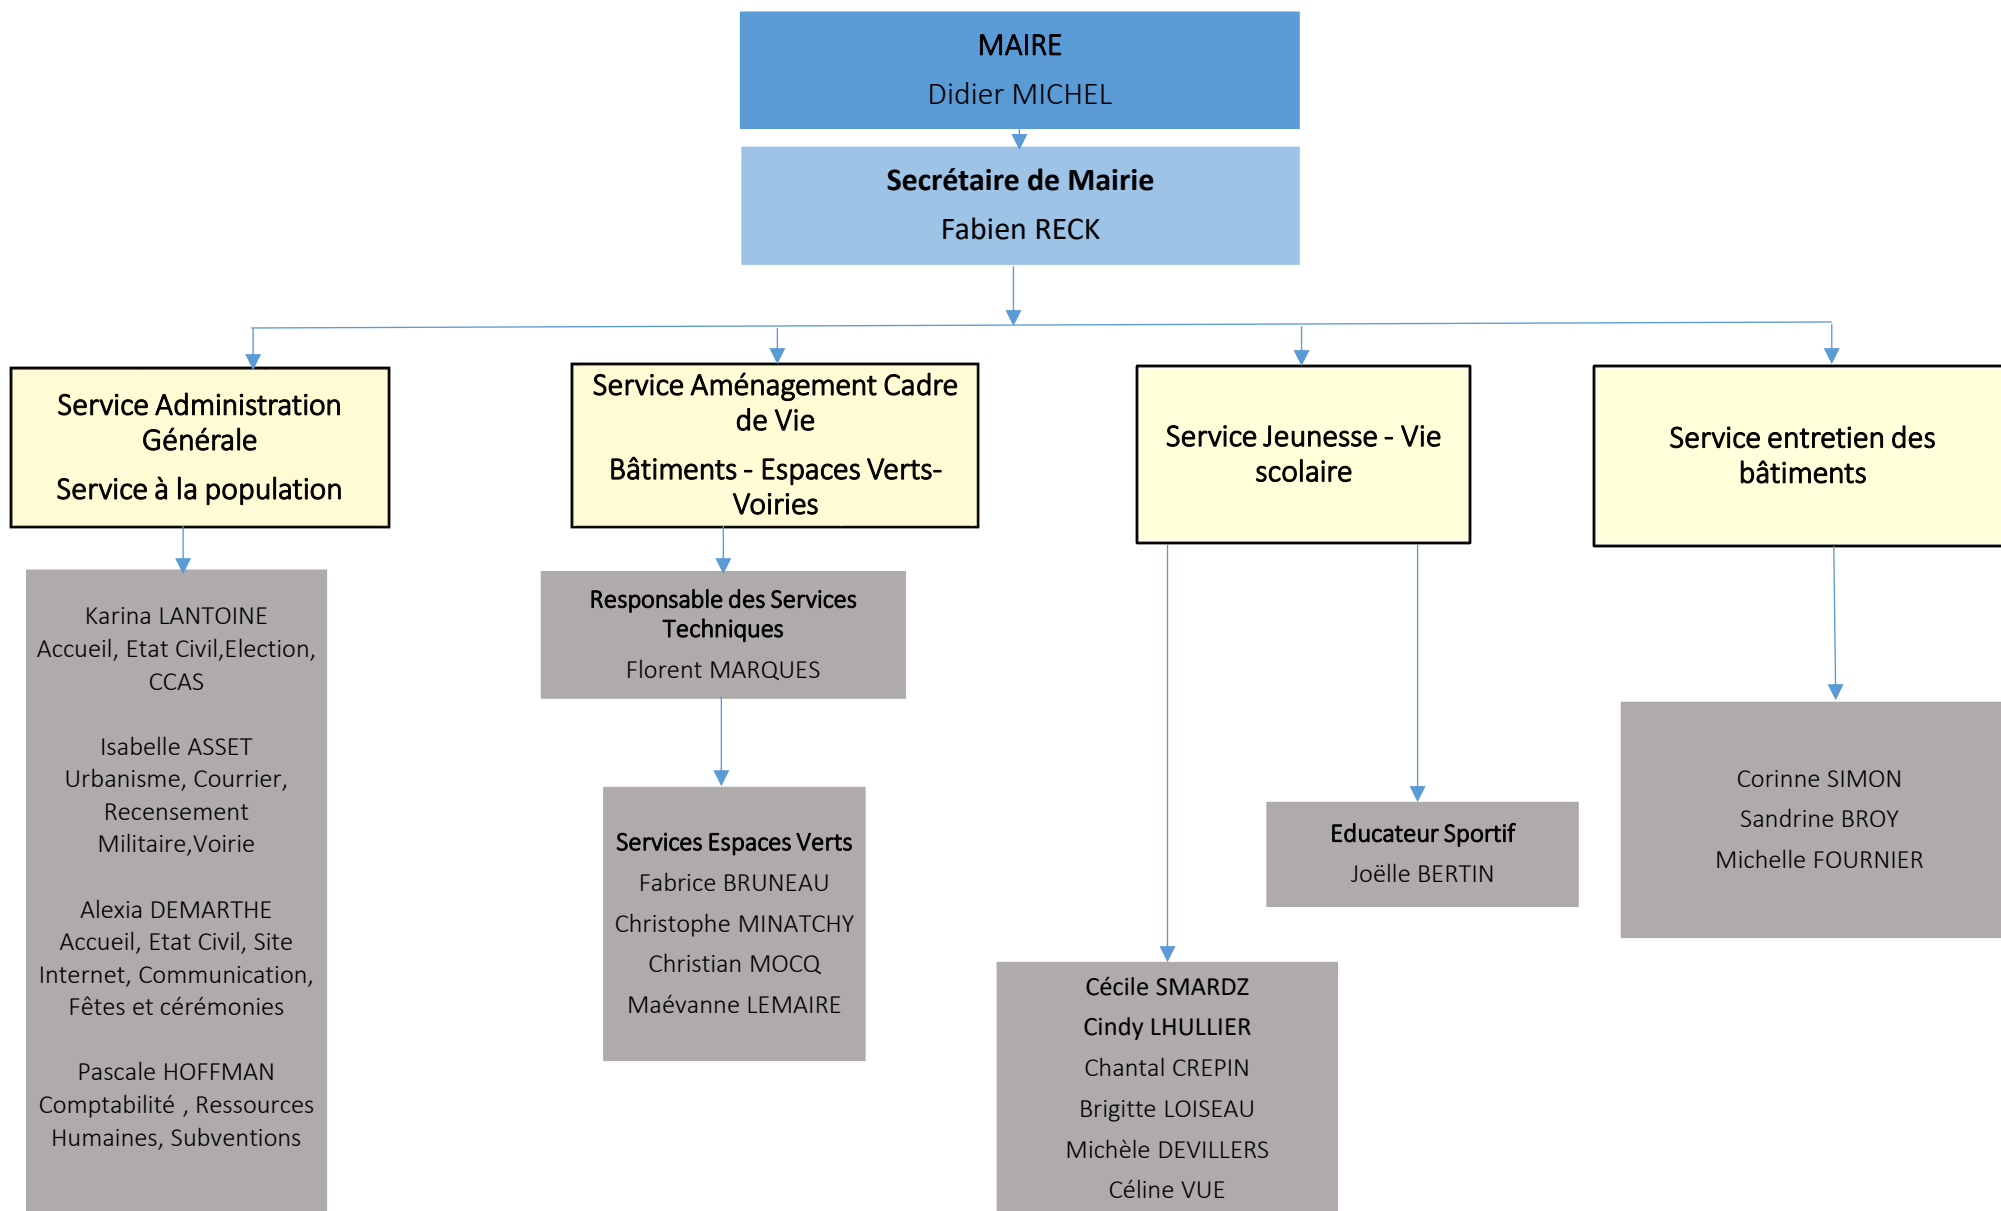 MAIRE
Didier MICHEL
Secrétaire de Mairie
Fabien RECK
Service Administration
Générale
Service à la population
Service Aménagement Cadre
de Vie
Bâtiments - Espaces Verts-
Voiries
Service Jeunesse - Vie
scolaire
Service entretien des
bâtiments
Karina LANTOINE
Accueil, Etat Civil,Election,
CCAS
Isabelle ASSET
Urbanisme, Courrier,
Recensement
Militaire,Voirie
Alexia DEMARTHE
Accueil, Etat Civil, Site
Internet, Communication,
Fêtes et cérémonies
Pascale HOFFMAN
Comptabilité , Ressources
Humaines, Subventions
Responsable des Services
Techniques
Florent MARQUES
Services Espaces Verts
Fabrice BRUNEAU
Christophe MINATCHY
Christian MOCQ
Maévanne LEMAIRE
Cécile SMARDZ
Cindy LHULLIER
Chantal CREPIN
Brigitte LOISEAU
Michèle DEVILLERS
Céline VUE
Educateur Sportif
Joëlle BERTIN
Corinne SIMON
Sandrine BROY
Michelle FOURNIER